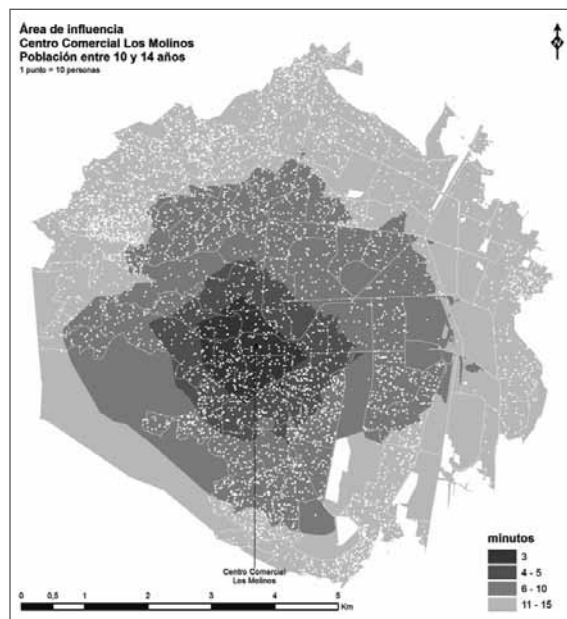 Área de influencia
Centro Comercial Los Molinos
Población entre 10 y 14 años
1 punto = 10 personas
N
Centro Comercial
Los Molinos
minutos
3
4 - 5
6 - 10
11 - 15
0 0,5 1 2 3 4 5
Km